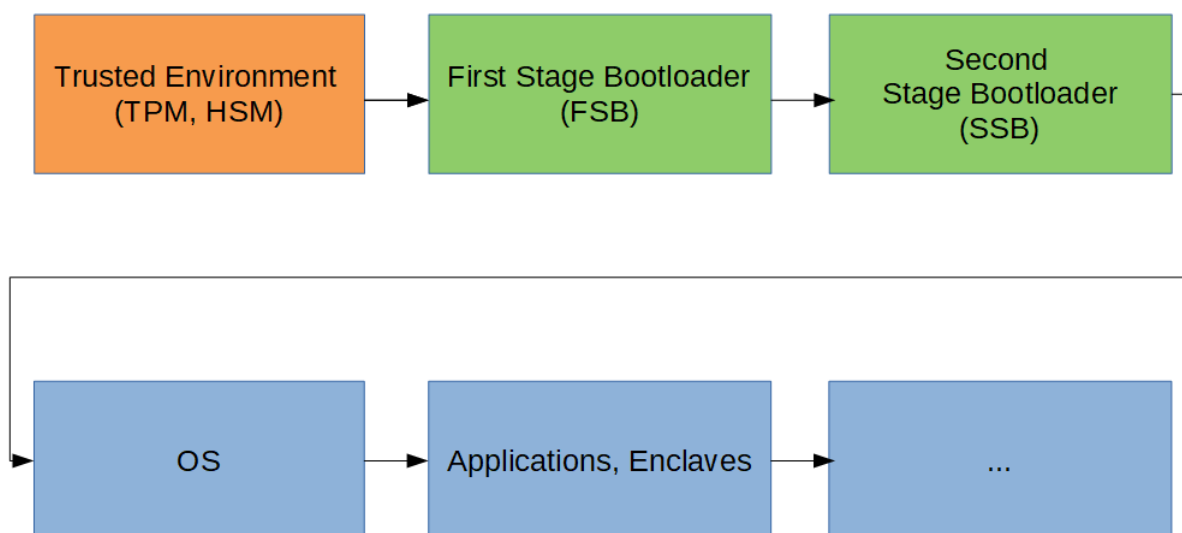 Trusted Environment
(TPM, HSM)
First Stage Bootloader
(FSB)
Second
Stage Bootloader
(SSB)
OS
Applications, Enclaves
...